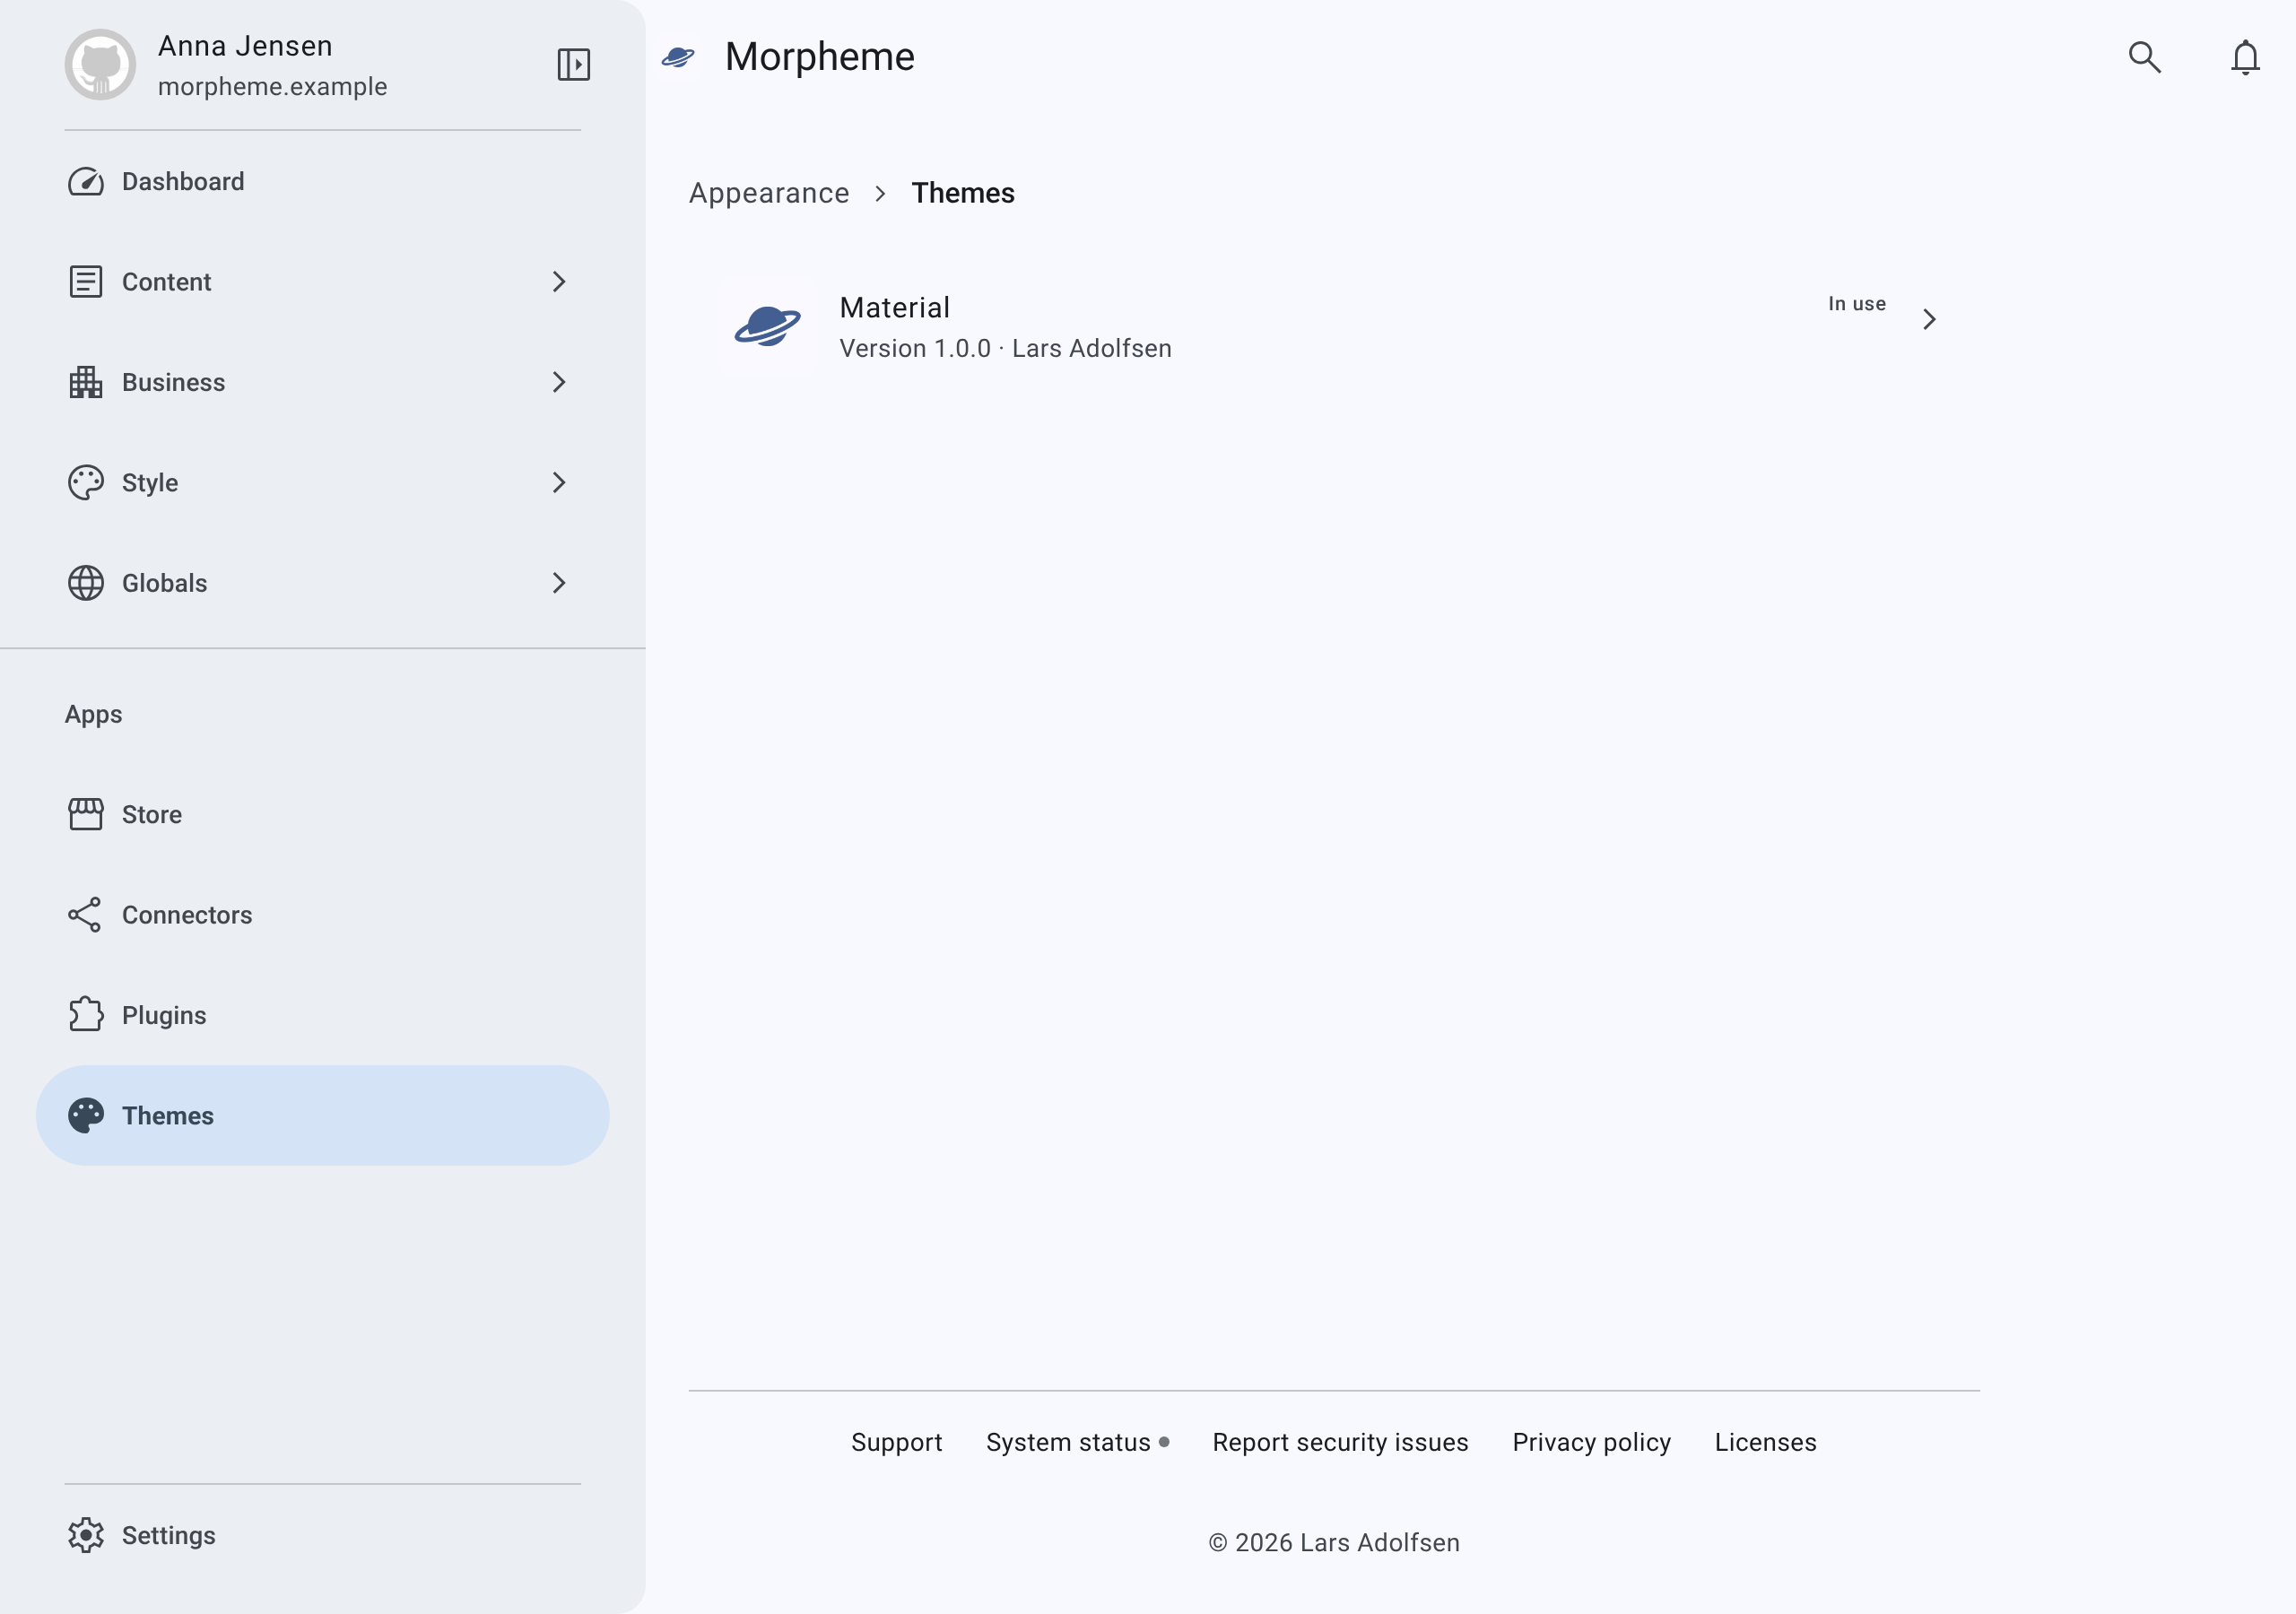 Anna Jensen
morpheme.example
Dashboard
Content
Business
Style
Globals
Apps
Store
Connectors
Plugins
Themes
Settings
Morpheme
Appearance > Themes
Material
Version 1.0.0 · Lars Adolfsen
In use
Support System status Report security issues Privacy policy Licenses
© 2026 Lars Adolfsen